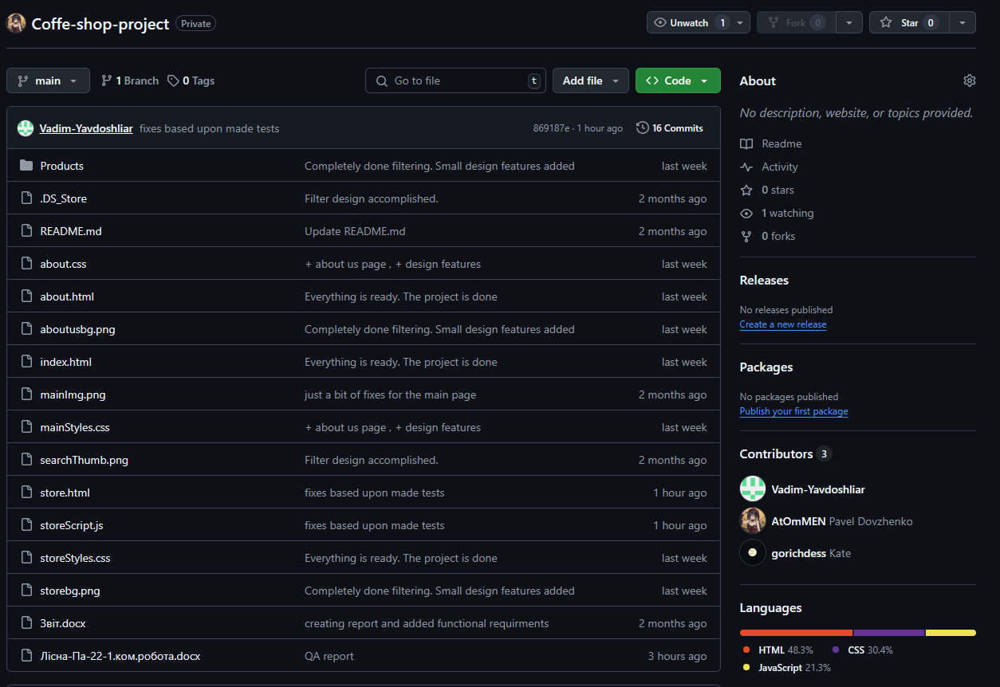 Coffe-shop-project Private Unwatch 1 Fork 0 Star 0
main 1 Branch 0 Tags Go to file t Add file Code
Vadim-Yavdoshliar fixes based upon made tests 869187e · 1 hour ago 16 Commits
Products Completely done filtering. Small design features added last week
.DS_Store Filter design accomplished. 2 months ago
README.md Update README.md 2 months ago
about.css + about us page , + design features last week
about.html Everything is ready. The project is done last week
aboutusbg.png Completely done filtering. Small design features added last week
index.html Everything is ready. The project is done last week
mainImg.png just a bit of fixes for the main page 2 months ago
mainStyles.css + about us page , + design features last week
searchThumb.png Filter design accomplished. 2 months ago
store.html fixes based upon made tests 1 hour ago
storeScript.js fixes based upon made tests 1 hour ago
storeStyles.css Everything is ready. The project is done last week
storebg.png Completely done filtering. Small design features added last week
Звіт.docx creating report and added functional requirments 2 months ago
Лісна-Па-22-1.ком.робота.docx QA report 3 hours ago
About
No description, website, or topics provided.
Readme
Activity
0 stars
1 watching
0 forks
Releases
No releases published
Create a new release
Packages
No packages published
Publish your first package
Contributors 3
Vadim-Yavdoshliar
AtOmMEN Pavel Dovzhenko
gorichdess Kate
Languages
HTML 48.3% CSS 30.4%
JavaScript 21.3%